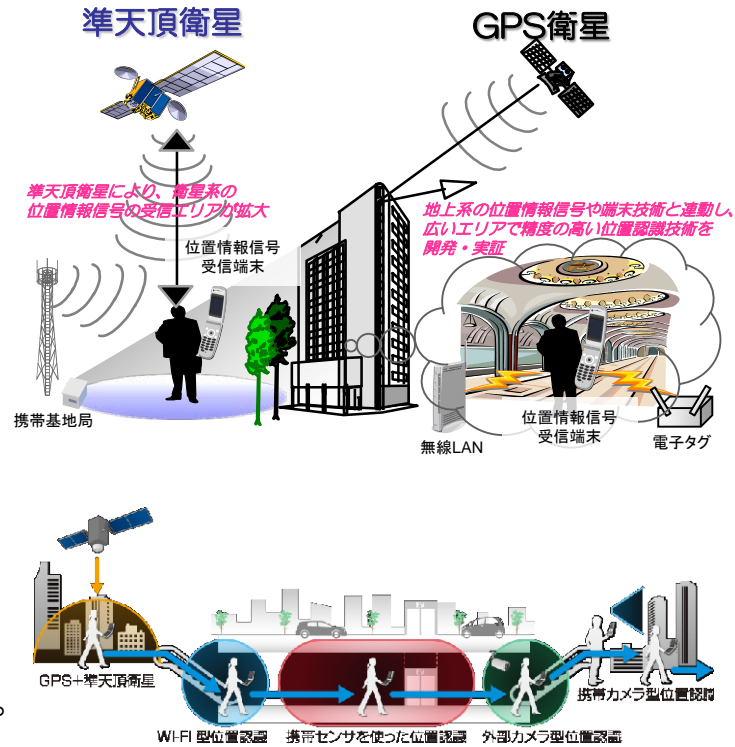 準天頂衛星
GPS衛星
準天頂衛星により、衛星系の
位置情報信号の受信エリアが拡大
地上系の位置情報信号や端末技術と連動し、
広いエリアで精度の高い位置認識技術を
開発・実証
位置情報信号
受信端末
携帯基地局
無線LAN
位置情報信号
受信端末
電子タグ
GPS+準天頂衛星
携帯カメラ型位置認識
。
WI-FI 型位置認識
携帯センサを使った位置認識
外部カメラ型位置認識